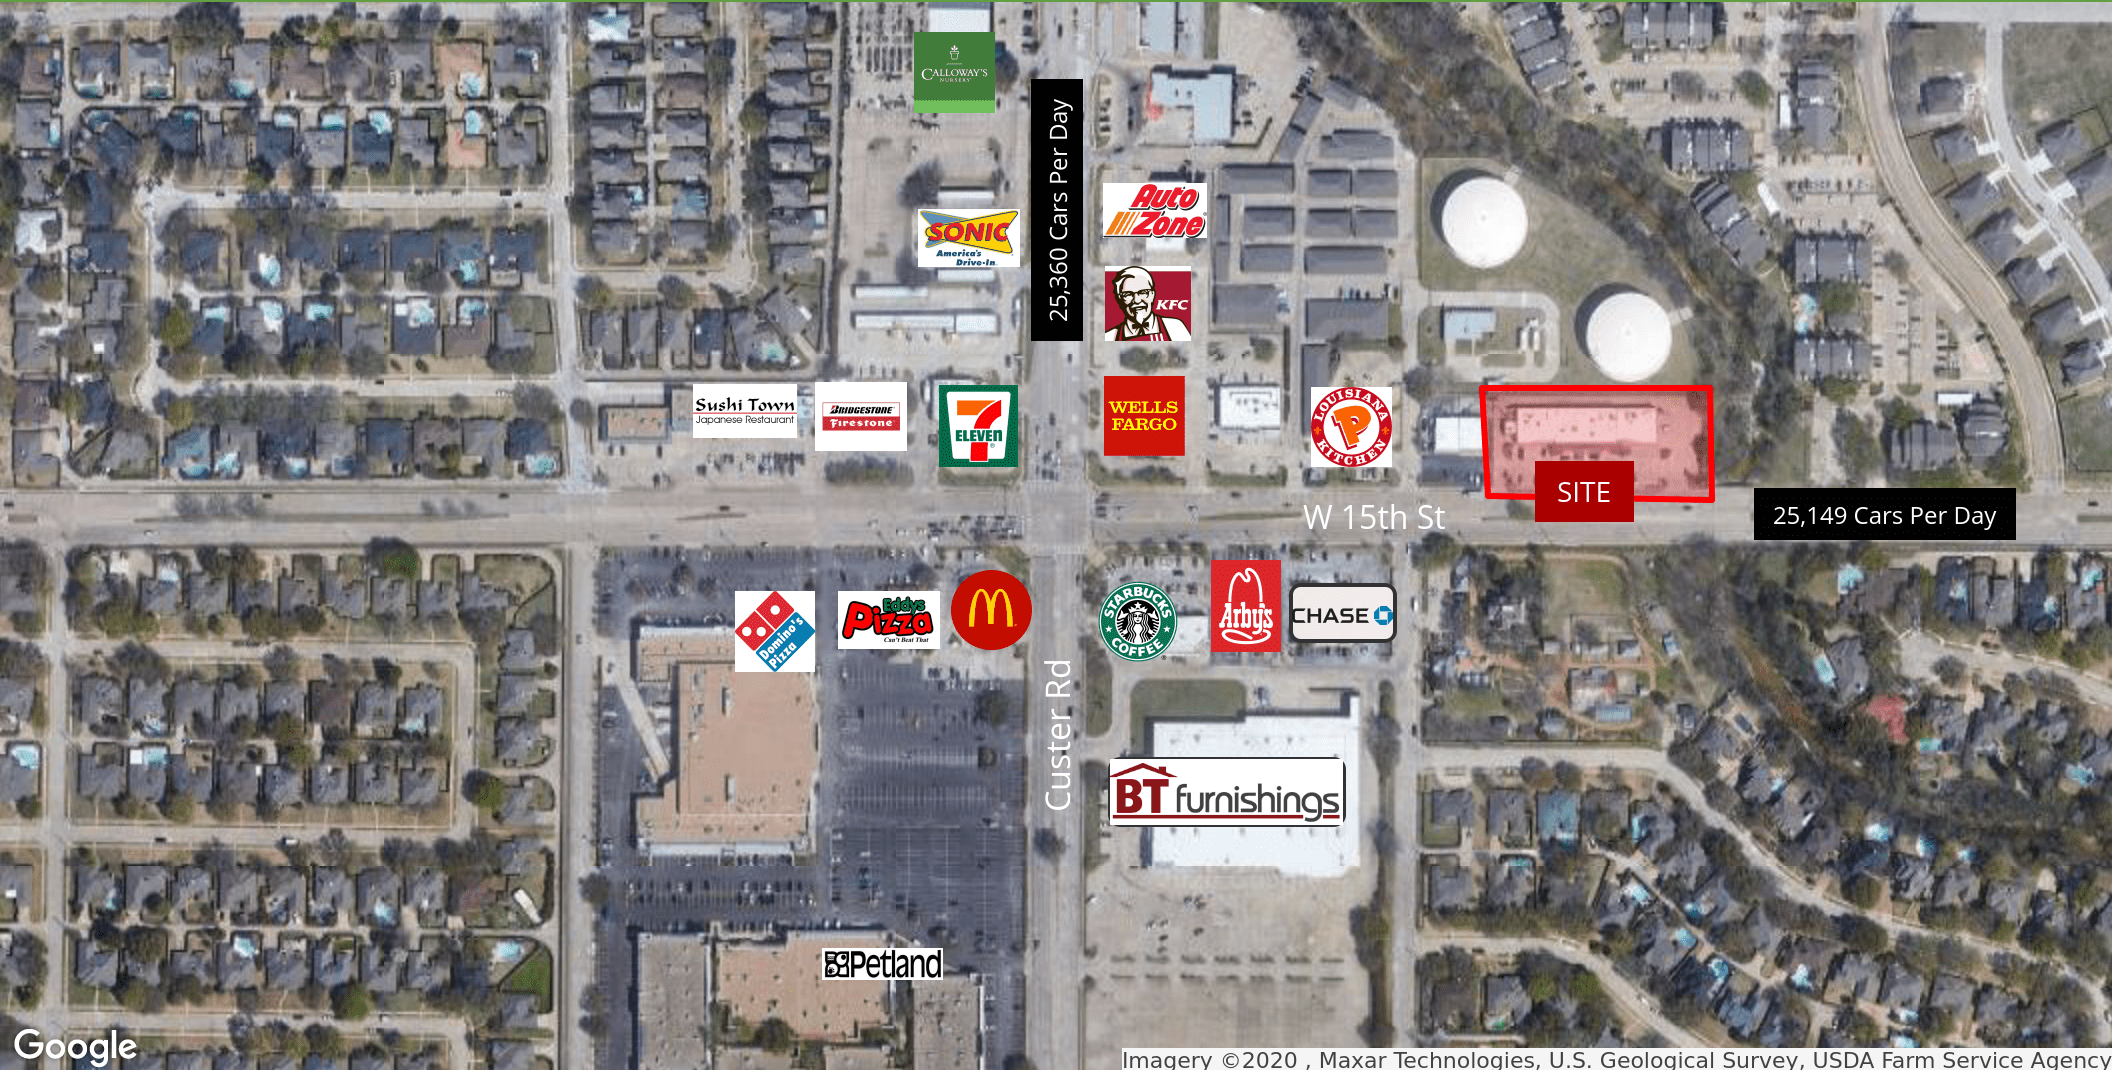 CALLOWAY'S
NURSERY
25,360 Cars Per Day
Auto
Zone
SONIC
America's
Drive-In
KFC
Sushi Town
Japanese Restaurant
BRIDGESTONE
Firestone
7
ELEVEN
WELLS
FARGO
LOUISIANA
P
KITCHEN
SITE
W 15th St
25,149 Cars Per Day
Domino's
Pizza
Eddys
Pizza
Can't Beat That
M
STARBUCKS
COFFEE
Arby's
CHASE
Custer Rd
BT furnishings
Petland
Google
Imagery ©2020 , Maxar Technologies, U.S. Geological Survey, USDA Farm Service Agency